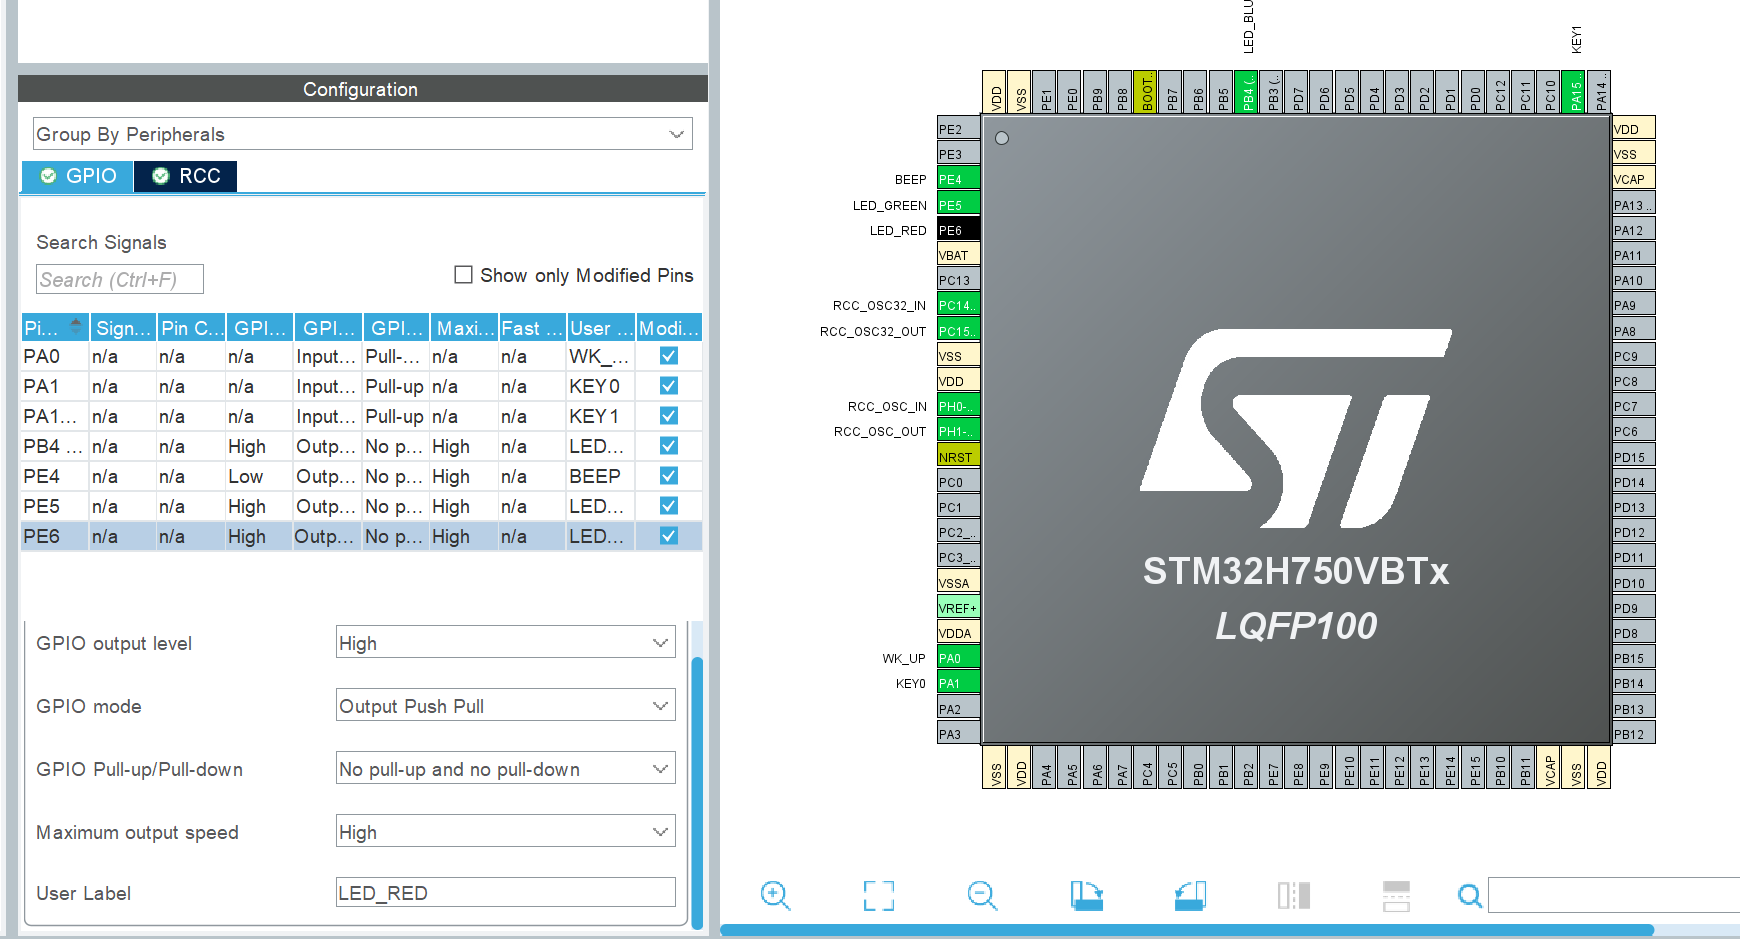 Configuration
Group By Peripherals
GPIO
RCC
Search Signals
Search (Ctrl+F)
Show only Modified Pins
Pi... Sign... Pin C... GPI... GPI... GPI... Maxi... Fast ... User ... Modi...
PA0 n/a n/a n/a Input... Pull-... n/a n/a WK_...
PA1 n/a n/a n/a Input... Pull-up n/a n/a KEY0
PA1... n/a n/a n/a Input... Pull-up n/a n/a KEY1
PB4 ... n/a n/a High Outp... No p... High n/a LED...
PE4 n/a n/a Low Outp... No p... High n/a BEEP
PE5 n/a n/a High Outp... No p... High n/a LED...
PE6 n/a n/a High Outp... No p... High n/a LED...
GPIO output level High
GPIO mode Output Push Pull
GPIO Pull-up/Pull-down No pull-up and no pull-down
Maximum output speed High
User Label LED_RED
LED_BLU
KEY1
VDD VSS PE1 PE0 PB9 PB8 BOOT.. PB7 PB6 PB5 PB4 (.. PB3 (.. PD7 PD6 PD5 PD4 PD3 PD2 PD1 PD0 PC12 PC11 PC10 PA15.. PA14 ..
PE2
PE3
BEEP PE4
LED_GREEN PE5
LED_RED PE6
VBAT
PC13
RCC_OSC32_IN PC14..
RCC_OSC32_OUT PC15..
VSS
VDD
RCC_OSC_IN PH0-..
RCC_OSC_OUT PH1-..
NRST
PC0
PC1
PC2_..
PC3_..
VSSA
VREF+
VDDA
WK_UP PA0
KEY0 PA1
PA2
PA3
STM32H750VBTx
LQFP100
VDD
VSS
VCAP
PA13 ..
PA12
PA11
PA10
PA9
PA8
PC9
PC8
PC7
PC6
PD15
PD14
PD13
PD12
PD11
PD10
PD9
PD8
PB15
PB14
PB13
PB12
VSS VDD PA4 PA5 PA6 PA7 PC4 PC5 PB0 PB1 PB2 PE7 PE8 PE9 PE10 PE11 PE12 PE13 PE14 PE15 PB10 PB11 VCAP VSS VDD